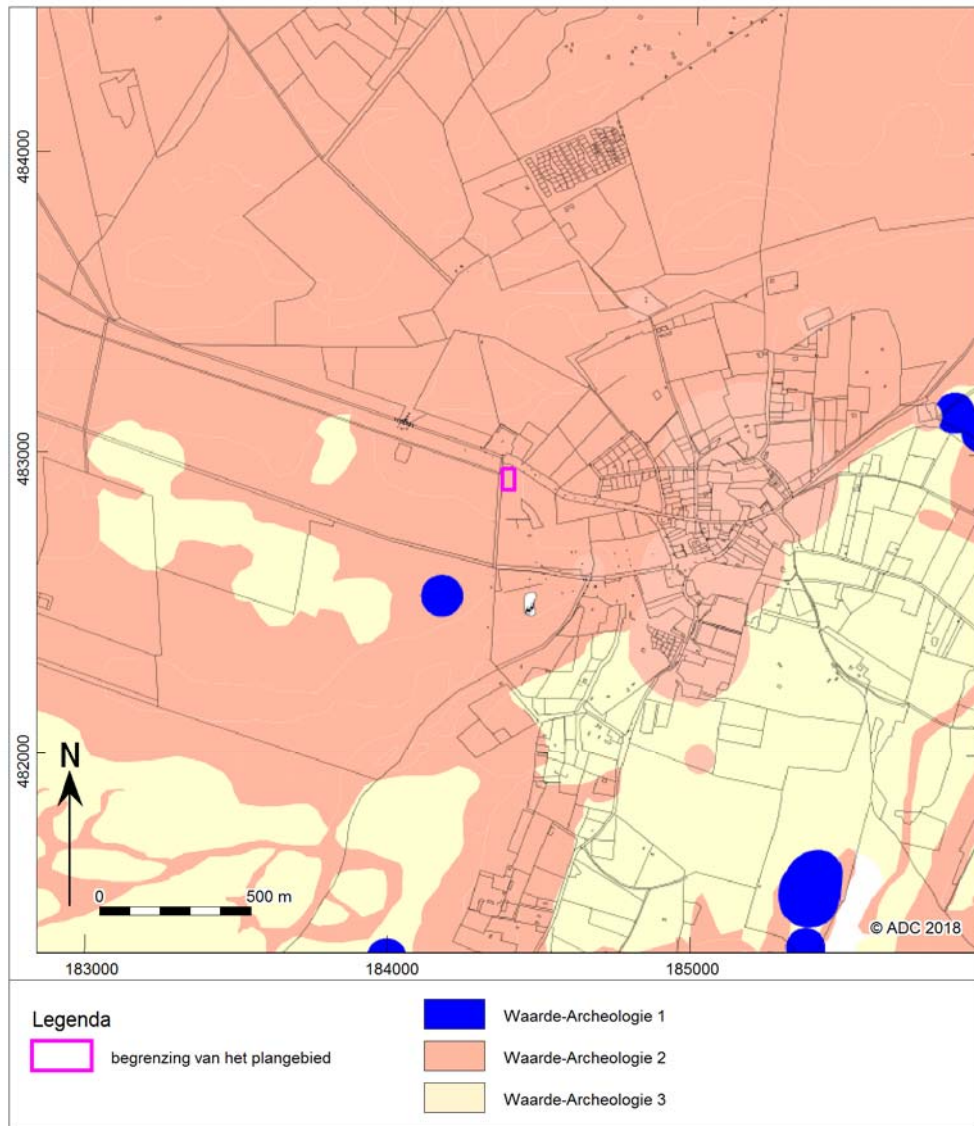 484000
483000
482000
N
0 500 m
© ADC 2018
183000 184000 185000
Legenda
begrenzing van het plangebied
Waarde-Archeologie 1
Waarde-Archeologie 2
Waarde-Archeologie 3